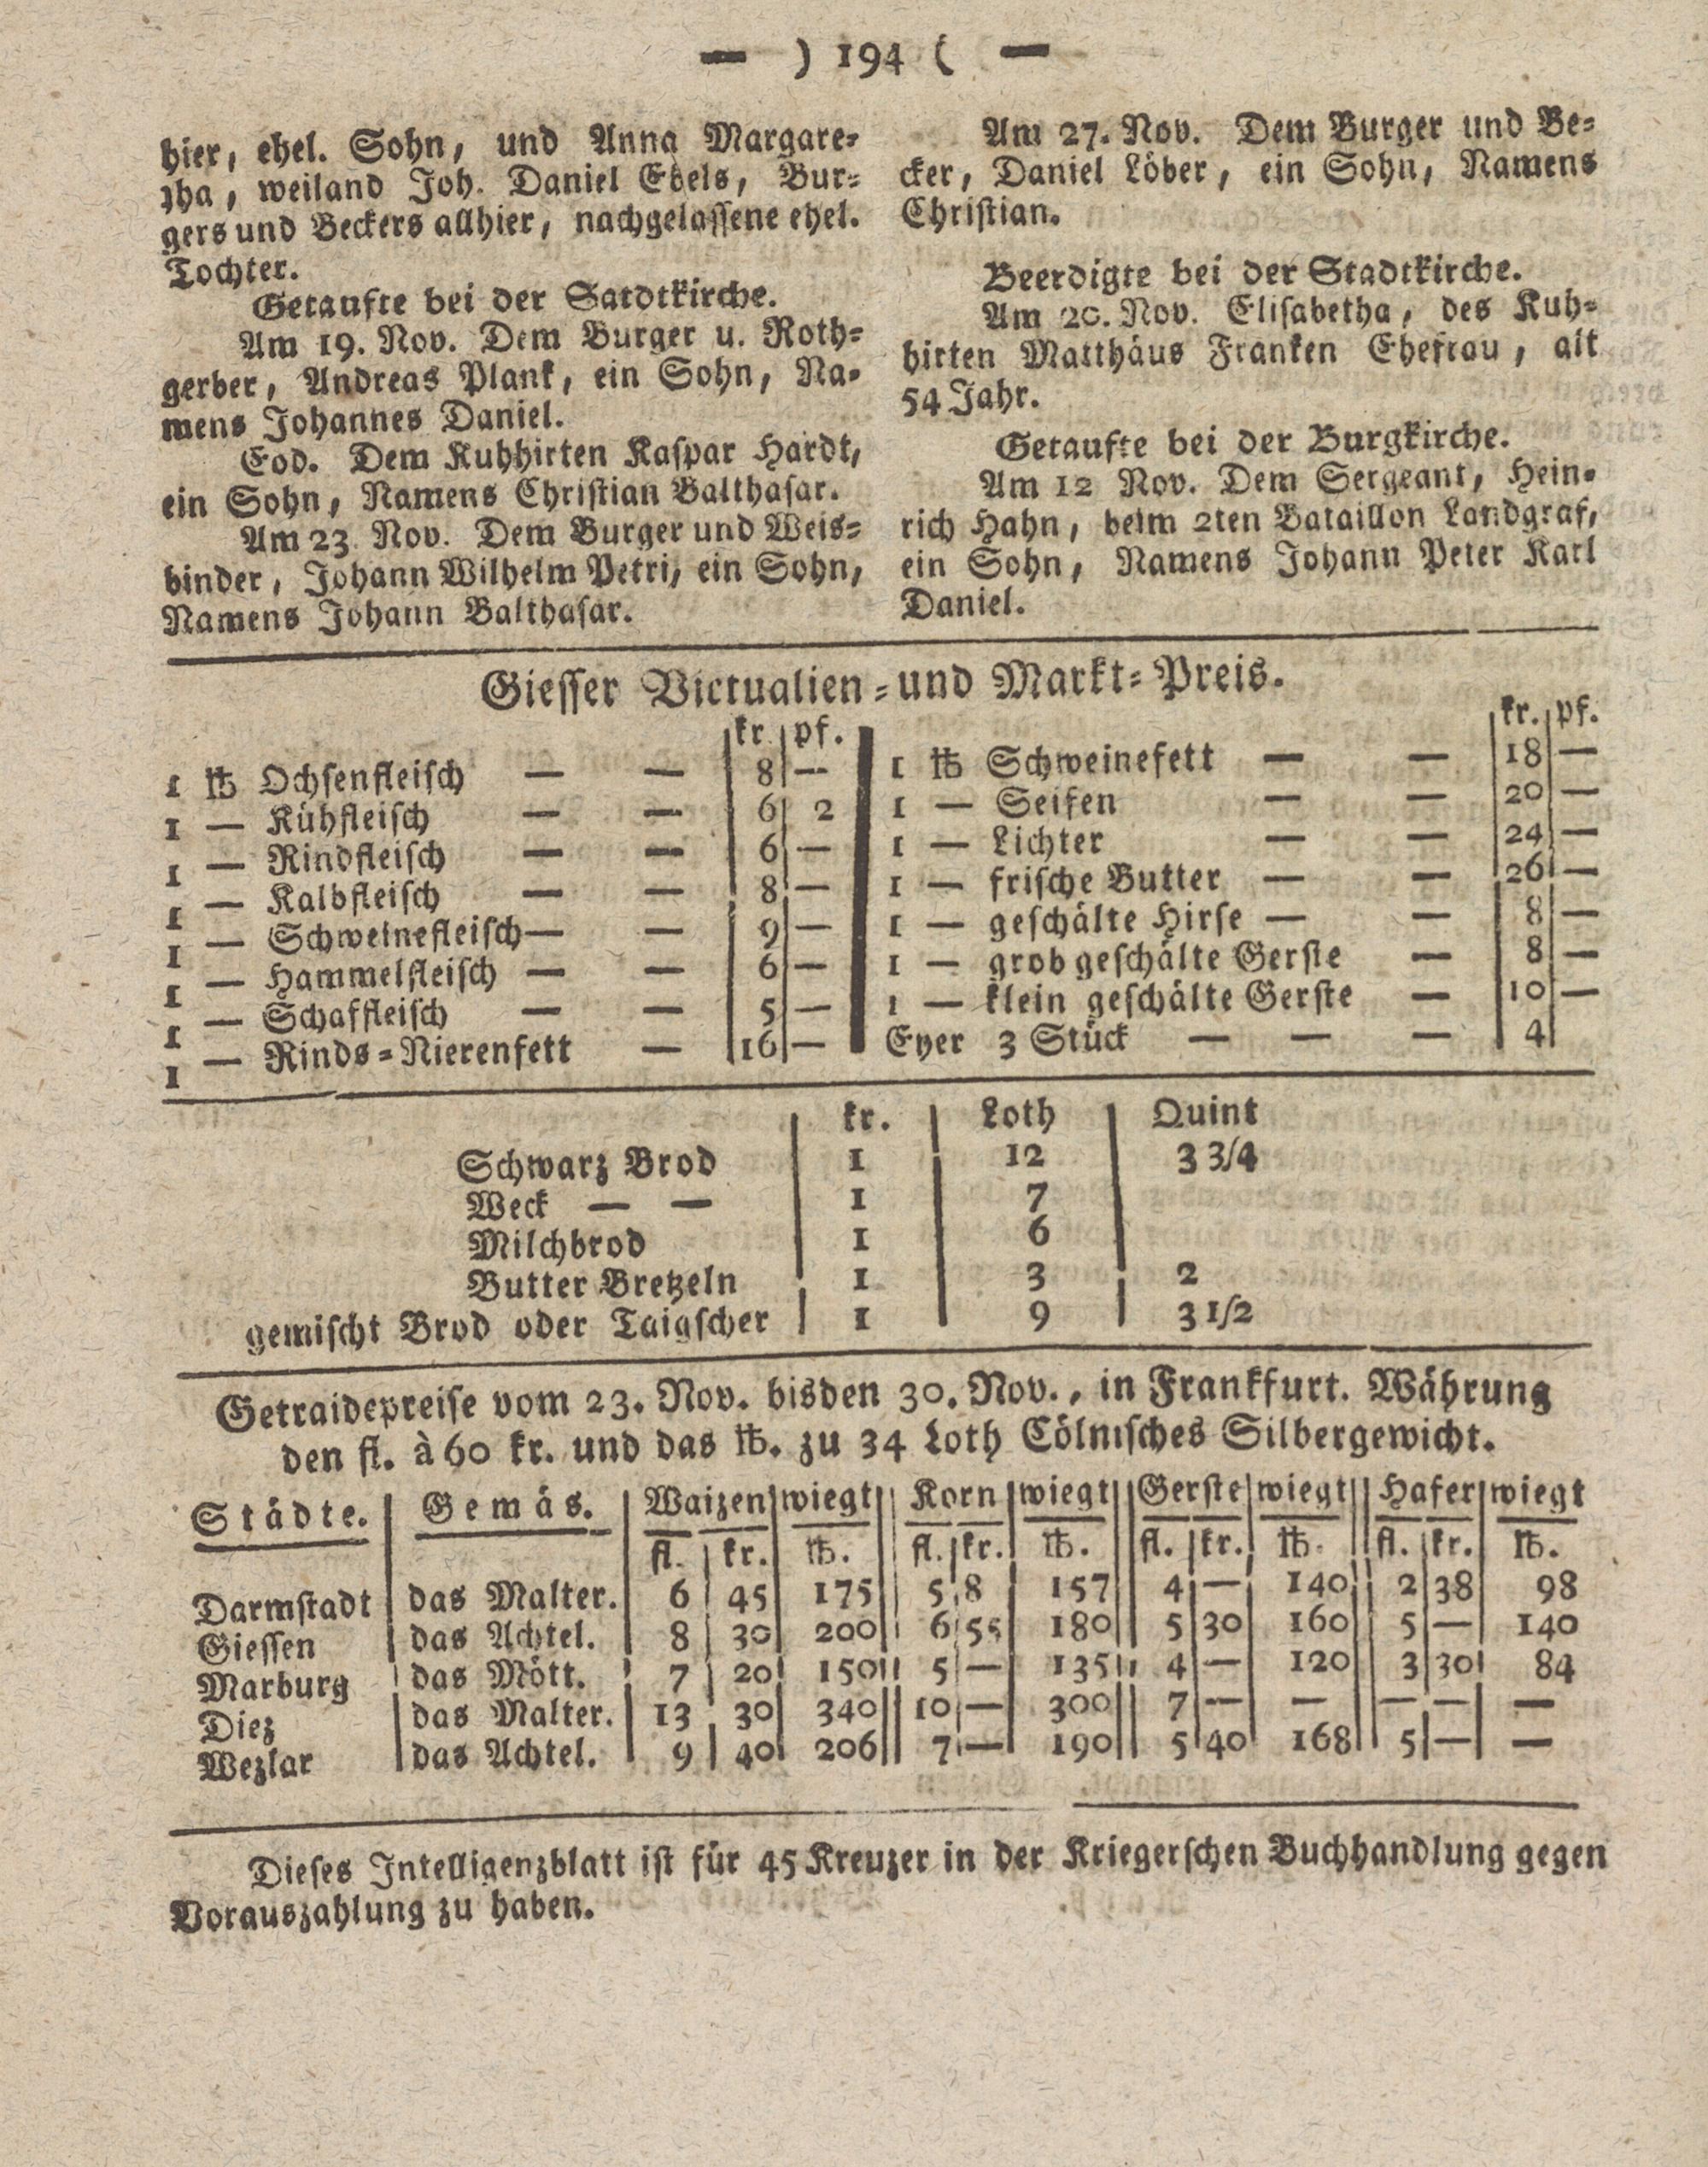 — ) 194 ( —
hier, ehel. Sohn, und Anna Margare-
tha, weiland Joh. Daniel Ebels, Bur-
gers und Beckers allhier, nachgelassene ehel.
Tochter.
Getaufte bei der Satdtkirche.
Am 19. Nov. Dem Burger u. Roth-
gerber, Andreas Plank, ein Sohn, Na-
mens Johannes Daniel.
Eod. Dem Kuhhirten Kaspar Hardt,
ein Sohn, Namens Christian Balthasar.
Am 23 Nov. Dem Burger und Weis-
binder, Johann Wilhelm Petri, ein Sohn,
Namens Johann Balthasar.
Am 27. Nov. Dem Burger und Be-
cker, Daniel Löber, ein Sohn, Namens
Christian.
Beerdigte bei der Stadtkirche.
Am 20. Nov. Elisabetha, des Kuh-
hirten Matthäus Franken Ehefrau, alt
54 Jahr.
Getaufte bei der Burgkirche.
Am 12 Nov. Dem Sergeant, Hein-
rich Hahn, beim 2ten Bataillon Landgraf,
ein Sohn, Namens Johann Peter Karl
Daniel.
Giesser Victualien-und Markt-Preis.
kr. pf.
1 ℔ Ochsenfleisch — — 8 —
1 — Kühfleisch — — 6 2
1 — Rindfleisch — — 6 —
1 — Kalbfleisch — — 8 —
1 — Schweinefleisch — — 9 —
1 — Hammelfleisch — — 6 —
1 — Schaffleisch — — 5 —
1 — Rinds-Nierenfett — 16 —
kr. pf.
1 ℔ Schweinefett — — 18 —
1 — Seifen — — 20 —
1 — Lichter — — 24 —
1 — frische Butter — — 26 —
1 — geschälte Hirse — — 8 —
1 — grob geschälte Gerste — 8 —
1 — klein geschälte Gerste — 10 —
Eyer 3 Stück — — — 4
kr. Loth Quint
Schwarz Brod 1 12 3 3/4
Weck — — 1 7
Milchbrod 1 6
Butter Bretzeln 1 3 2
gemischt Brod oder Taigscher 1 9 3 1/2
Getraidepreise vom 23. Nov. bisden 30. Nov., in Frankfurt. Währung
den fl. à 60 kr. und das ℔. zu 34 Loth Cölnisches Silbergewicht.
Städte. Gemäs. Waizen wiegt Korn wiegt Gerste wiegt Hafer wiegt
fl. kr. ℔. fl. kr. ℔. fl. kr. ℔. fl. kr. ℔.
Darmstadt das Malter. 6 45 175 5 8 157 4 — 140 2 38 98
Giessen das Achtel. 8 30 200 6 55 180 5 30 160 5 — 140
Marburg das Mött. 7 20 150 5 — 135 4 — 120 3 30 84
Diez das Malter. 13 30 340 10 — 300 7 — — — — —
Wezlar das Achtel. 9 40 206 7 — 190 5 40 168 5 — —
Dieses Intelligenzblatt ist für 45 Kreuzer in der Kriegerschen Buchhandlung gegen
Vorauszahlung zu haben.